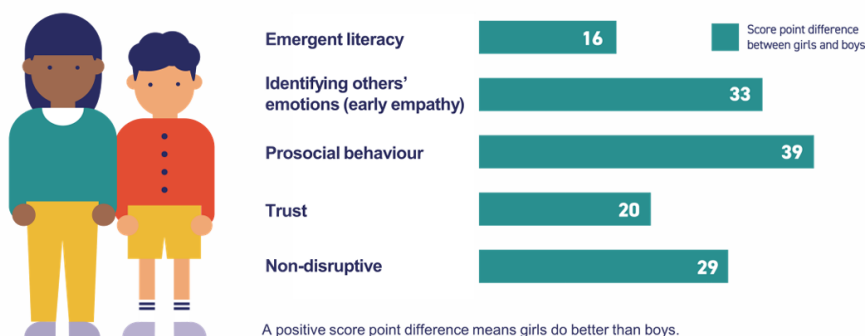 Emergent literacy
16
Score point difference
between girls and boys
Identifying others'
emotions (early empathy)
33
Prosocial behaviour
39
Trust
20
Non-disruptive
29
A positive score point difference means girls do better than boys.